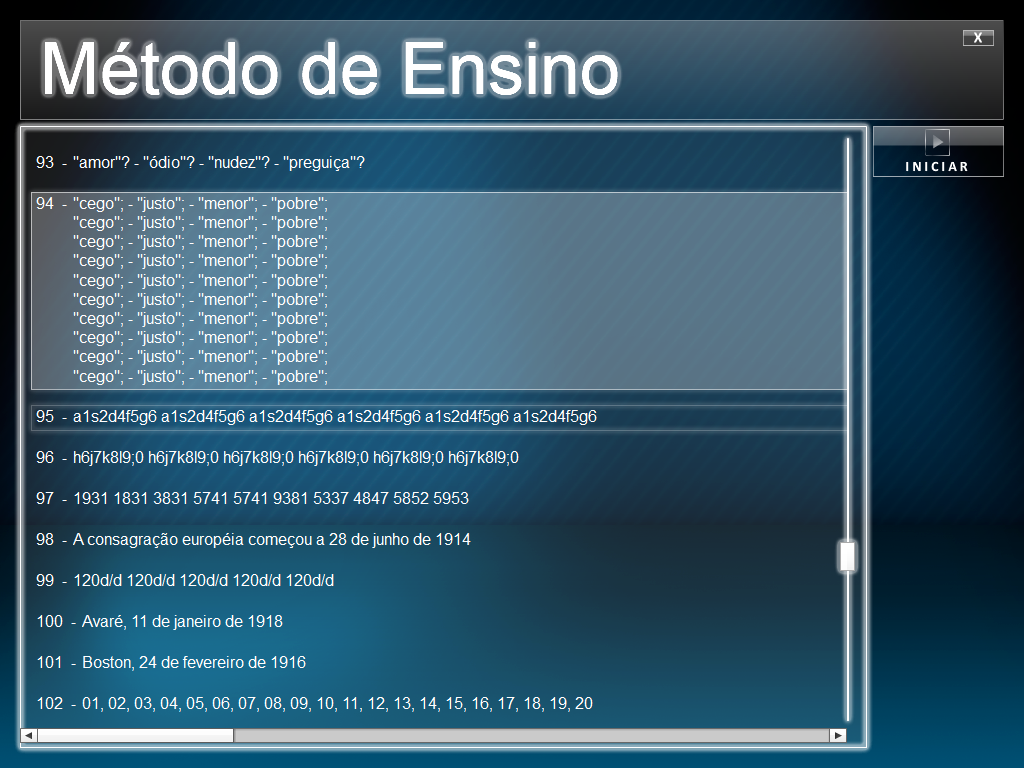 Método de Ensino
X
INICIAR
93 - "amor"? - "ódio"? - "nudez"? - "preguiça"?
94 - "cego"; - "justo"; - "menor"; - "pobre";
"cego"; - "justo"; - "menor"; - "pobre";
"cego"; - "justo"; - "menor"; - "pobre";
"cego"; - "justo"; - "menor"; - "pobre";
"cego"; - "justo"; - "menor"; - "pobre";
"cego"; - "justo"; - "menor"; - "pobre";
"cego"; - "justo"; - "menor"; - "pobre";
"cego"; - "justo"; - "menor"; - "pobre";
"cego"; - "justo"; - "menor"; - "pobre";
"cego"; - "justo"; - "menor"; - "pobre";
95 - a1s2d4f5g6 a1s2d4f5g6 a1s2d4f5g6 a1s2d4f5g6 a1s2d4f5g6 a1s2d4f5g6
96 - h6j7k8l9;0 h6j7k8l9;0 h6j7k8l9;0 h6j7k8l9;0 h6j7k8l9;0 h6j7k8l9;0
97 - 1931 1831 3831 5741 5741 9381 5337 4847 5852 5953
98 - A consagração européia começou a 28 de junho de 1914
99 - 120d/d 120d/d 120d/d 120d/d 120d/d
100 - Avaré, 11 de janeiro de 1918
101 - Boston, 24 de fevereiro de 1916
102 - 01, 02, 03, 04, 05, 06, 07, 08, 09, 10, 11, 12, 13, 14, 15, 16, 17, 18, 19, 20